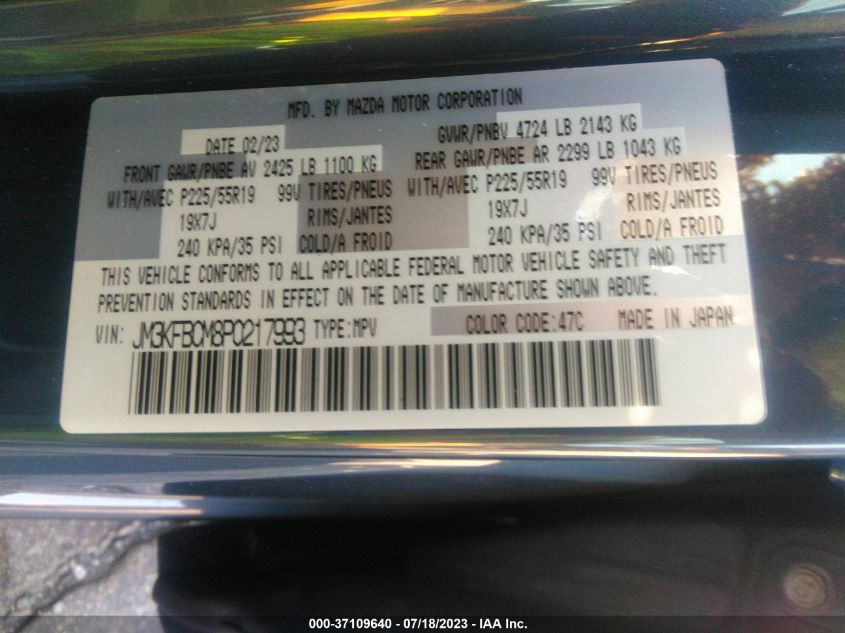 MFD. BY MAZDA MOTOR CORPORATION
DATE 02/23 GVWR/PNBV 4724 LB 2143 KG
FRONT GAWR/PNBE AV 2425 LB 1100 KG REAR GAWR/PNBE AR 2299 LB 1043 KG
WITH/AVEC P225/55R19 99V TIRES/PNEUS WITH/AVEC P225/55R19 99V TIRES/PNEUS
19X7J RIMS/JANTES 19X7J RIMS/JANTES
240 KPA/35 PSI COLD/A FROID 240 KPA/35 PSI COLD/A FROID
THIS VEHICLE CONFORMS TO ALL APPLICABLE FEDERAL MOTOR VEHICLE SAFETY AND THEFT
PREVENTION STANDARDS IN EFFECT ON THE DATE OF MANUFACTURE SHOWN ABOVE.
VIN: JM3KFBCM8P0217993 TYPE:MPV COLOR CODE:47C MADE IN JAPAN
000-37109640 - 07/18/2023 - IAA Inc.